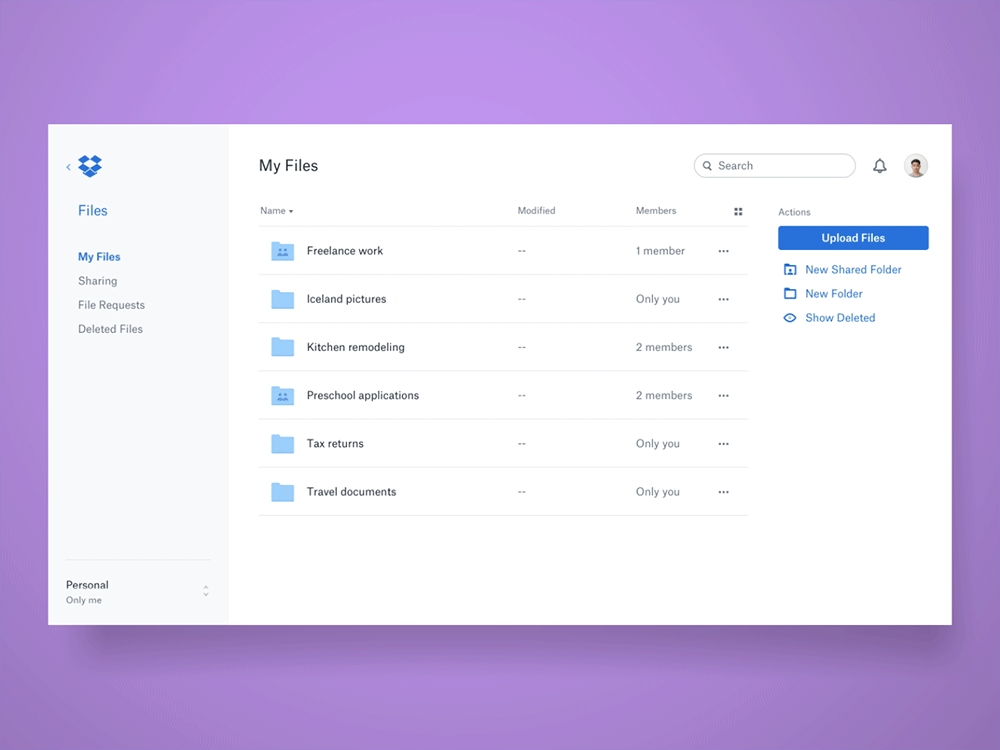 Files
My Files
Sharing
File Requests
Deleted Files
Personal
Only me
My Files
Search
Name Modified Members
Freelance work -- 1 member
Iceland pictures -- Only you
Kitchen remodeling -- 2 members
Preschool applications -- 2 members
Tax returns -- Only you
Travel documents -- Only you
Actions
Upload Files
New Shared Folder
New Folder
Show Deleted